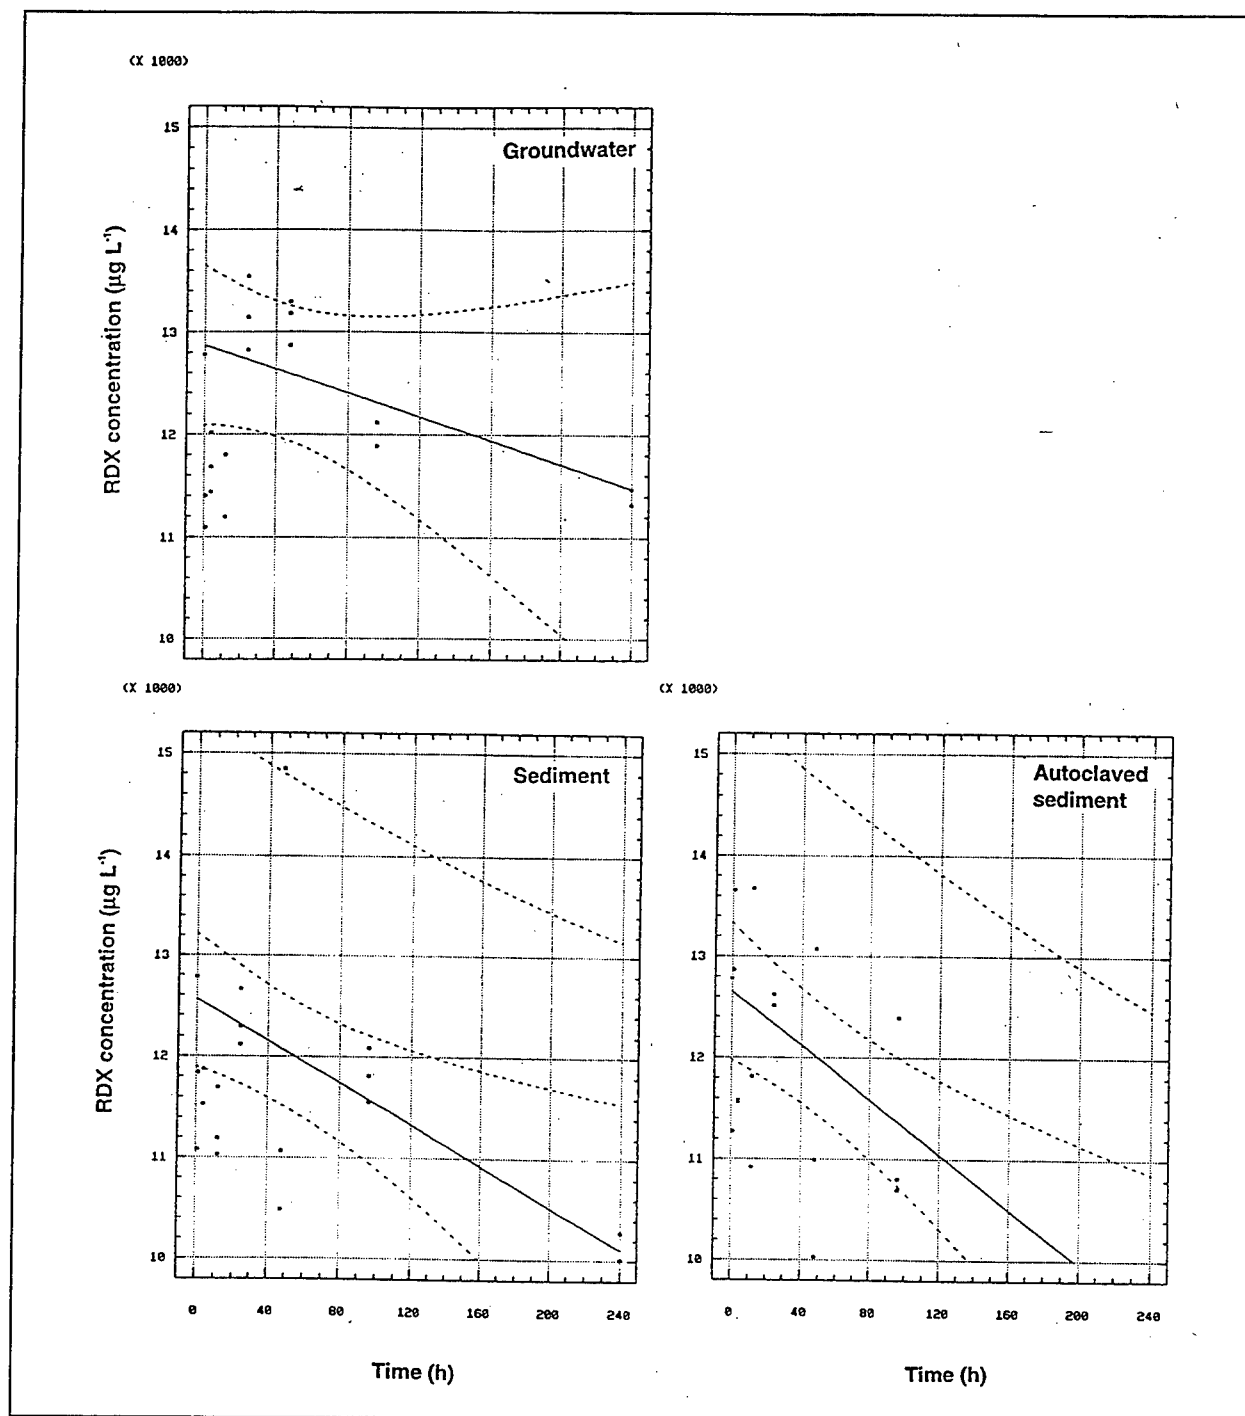 (X 1000)
15
14
13
12
11
10
RDX concentration (µg L⁻¹)
Groundwater
(X 1000)
15
14
13
12
11
10
RDX concentration (µg L⁻¹)
Sediment
0 40 80 120 160 200 240
Time (h)
(X 1000)
15
14
13
12
11
10
Autoclaved
sediment
0 40 80 120 160 200 240
Time (h)